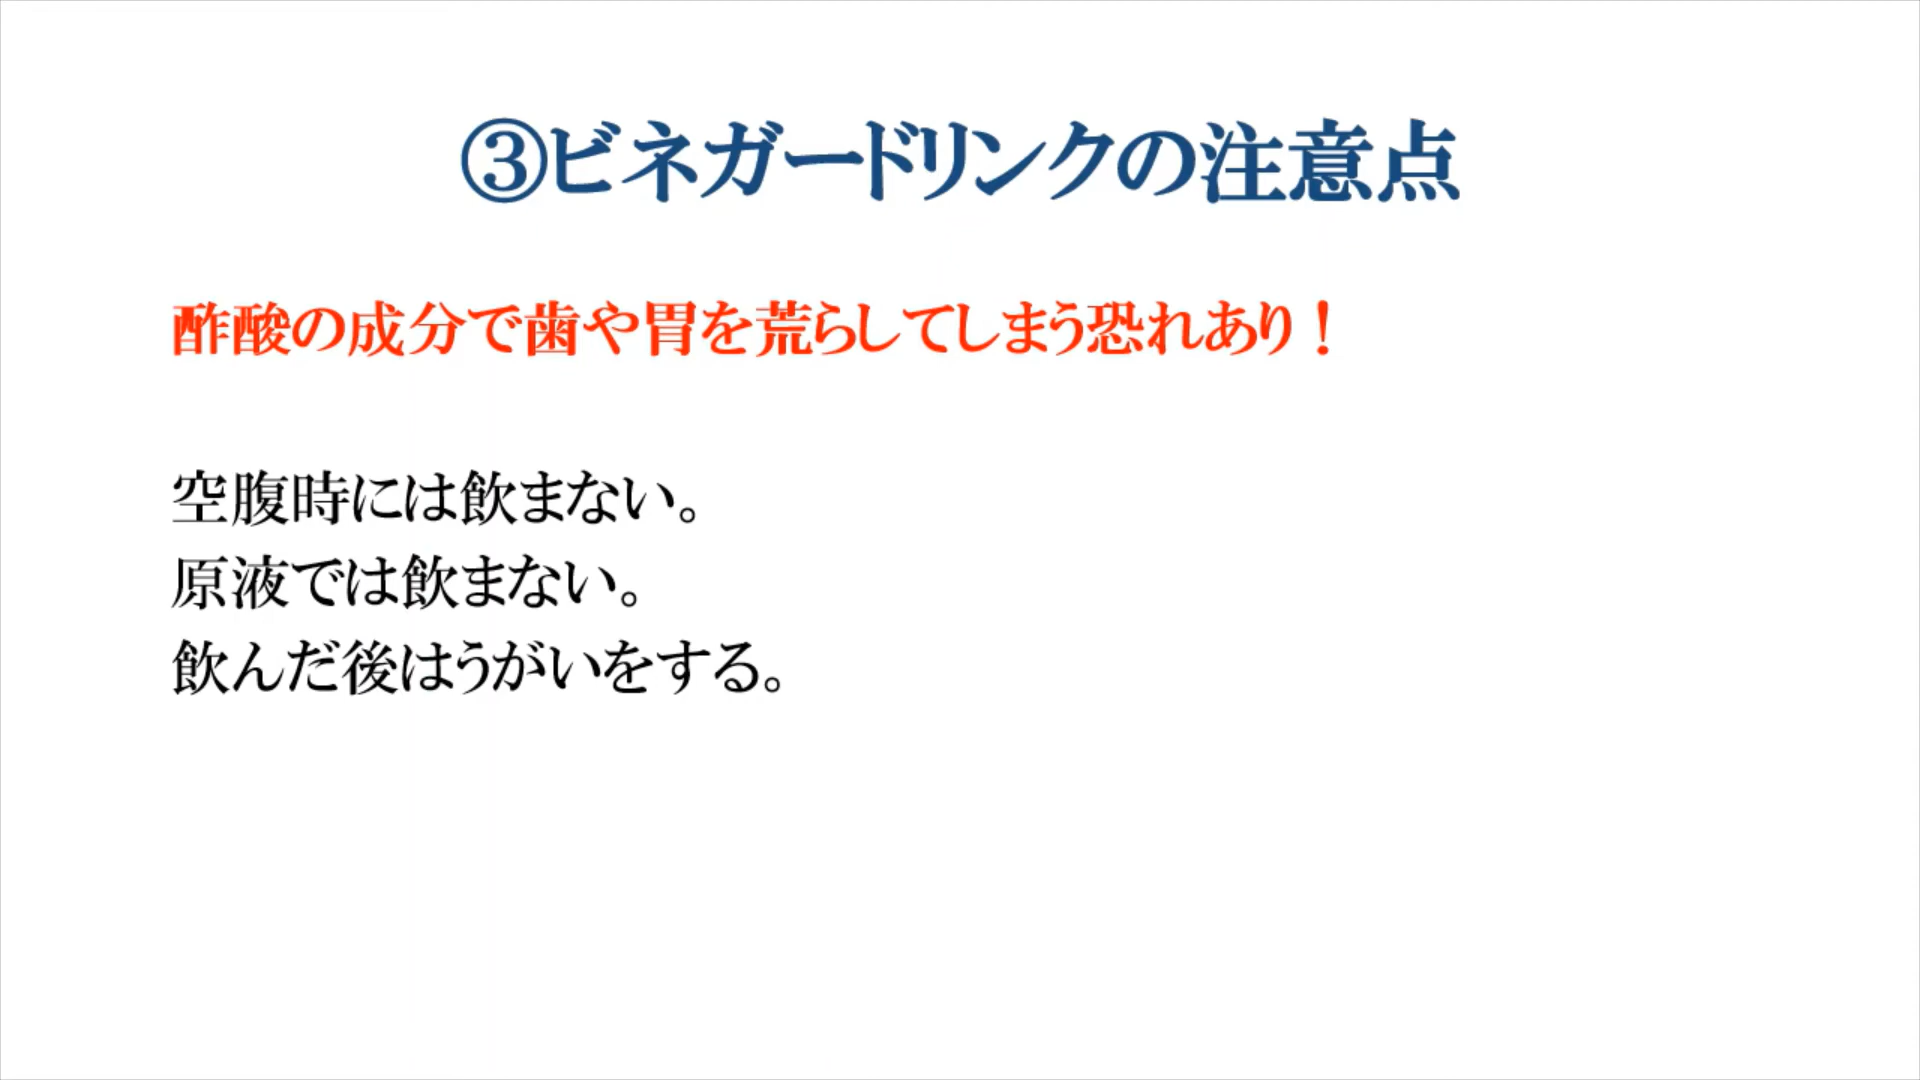 ③ビネガードリンクの注意点
酢酸の成分で歯や胃を荒らしてしまう恐れあり！
空腹時には飲まない。
原液では飲まない。
飲んだ後はうがいをする。